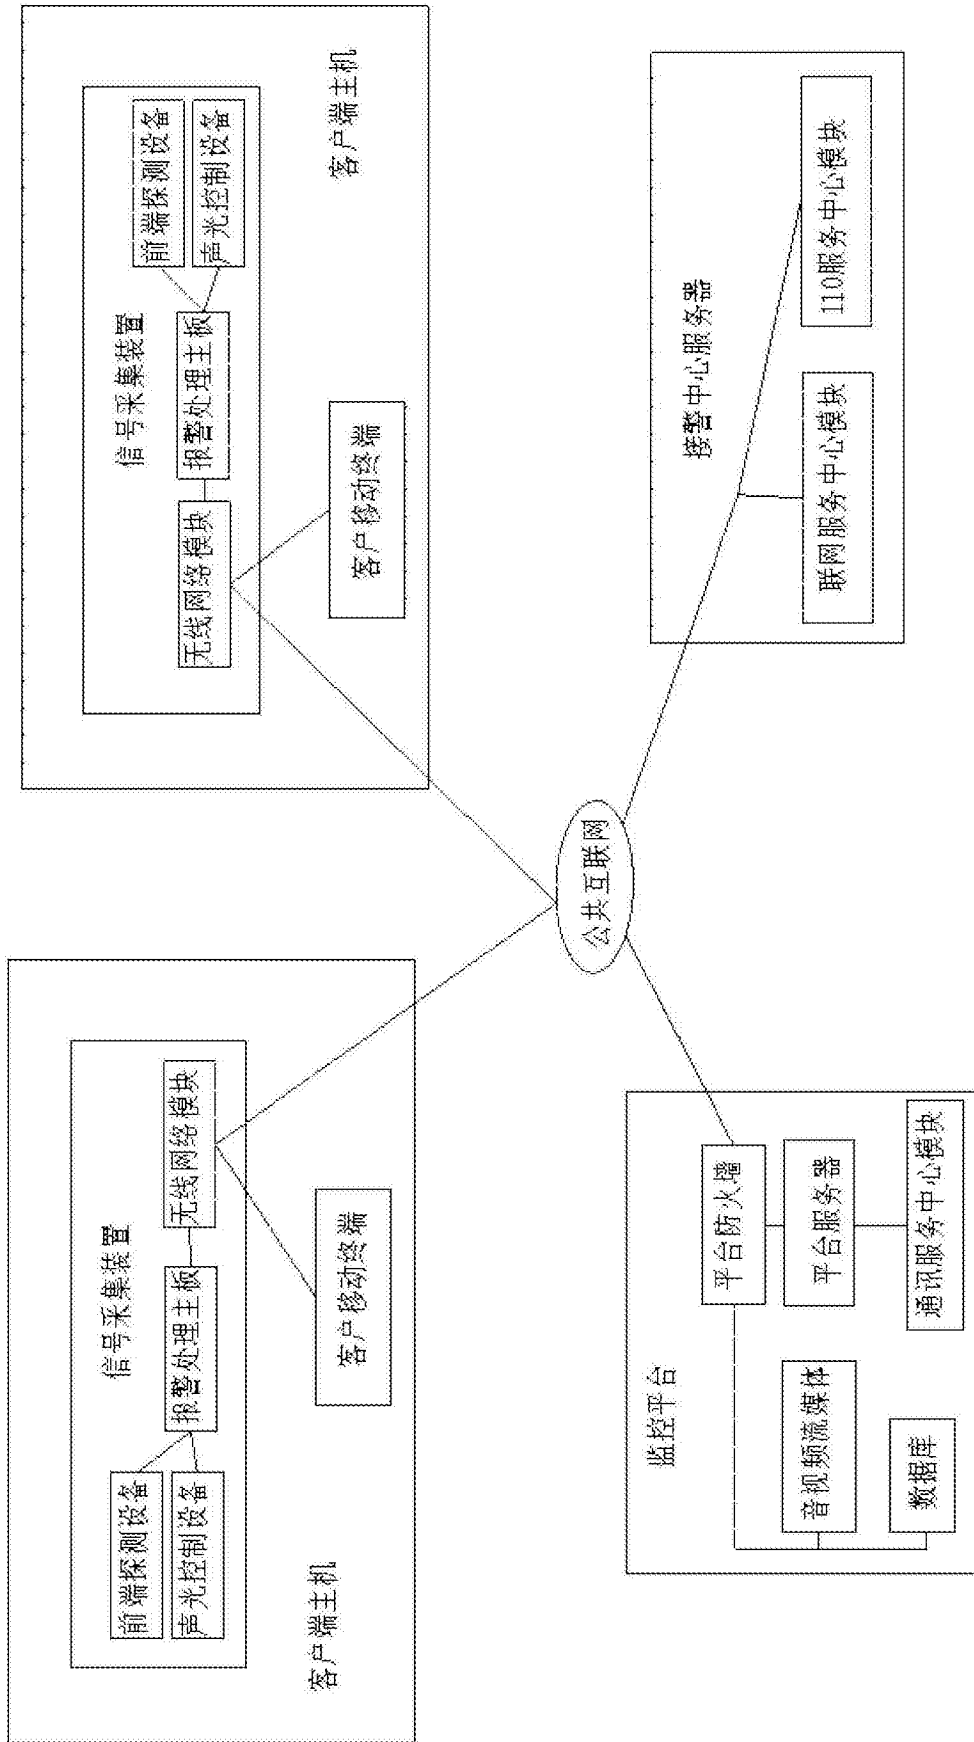 信号采集装置
前端探测设备
声光控制设备
报警处理主板
无线网络模块
客户移动终端
客户端主机
信号采集装置
无线网络模块
报警处理主板
前端探测设备
声光控制设备
客户移动终端
客户端主机
公共互联网
监控平台
平台防火墙
音视频流媒体
平台服务器
数据库
通讯服务中心模块
接警中心服务器
联网服务中心模块
110服务中心模块